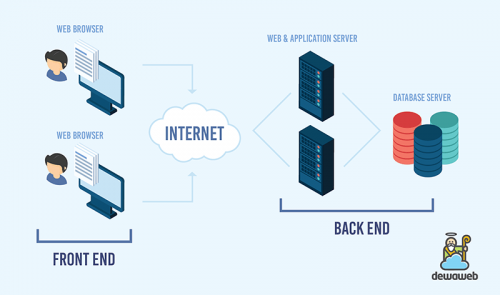 WEB BROWSER
WEB & APPLICATION SERVER
DATABASE SERVER
INTERNET
WEB BROWSER
BACK END
FRONT END
dewaweb